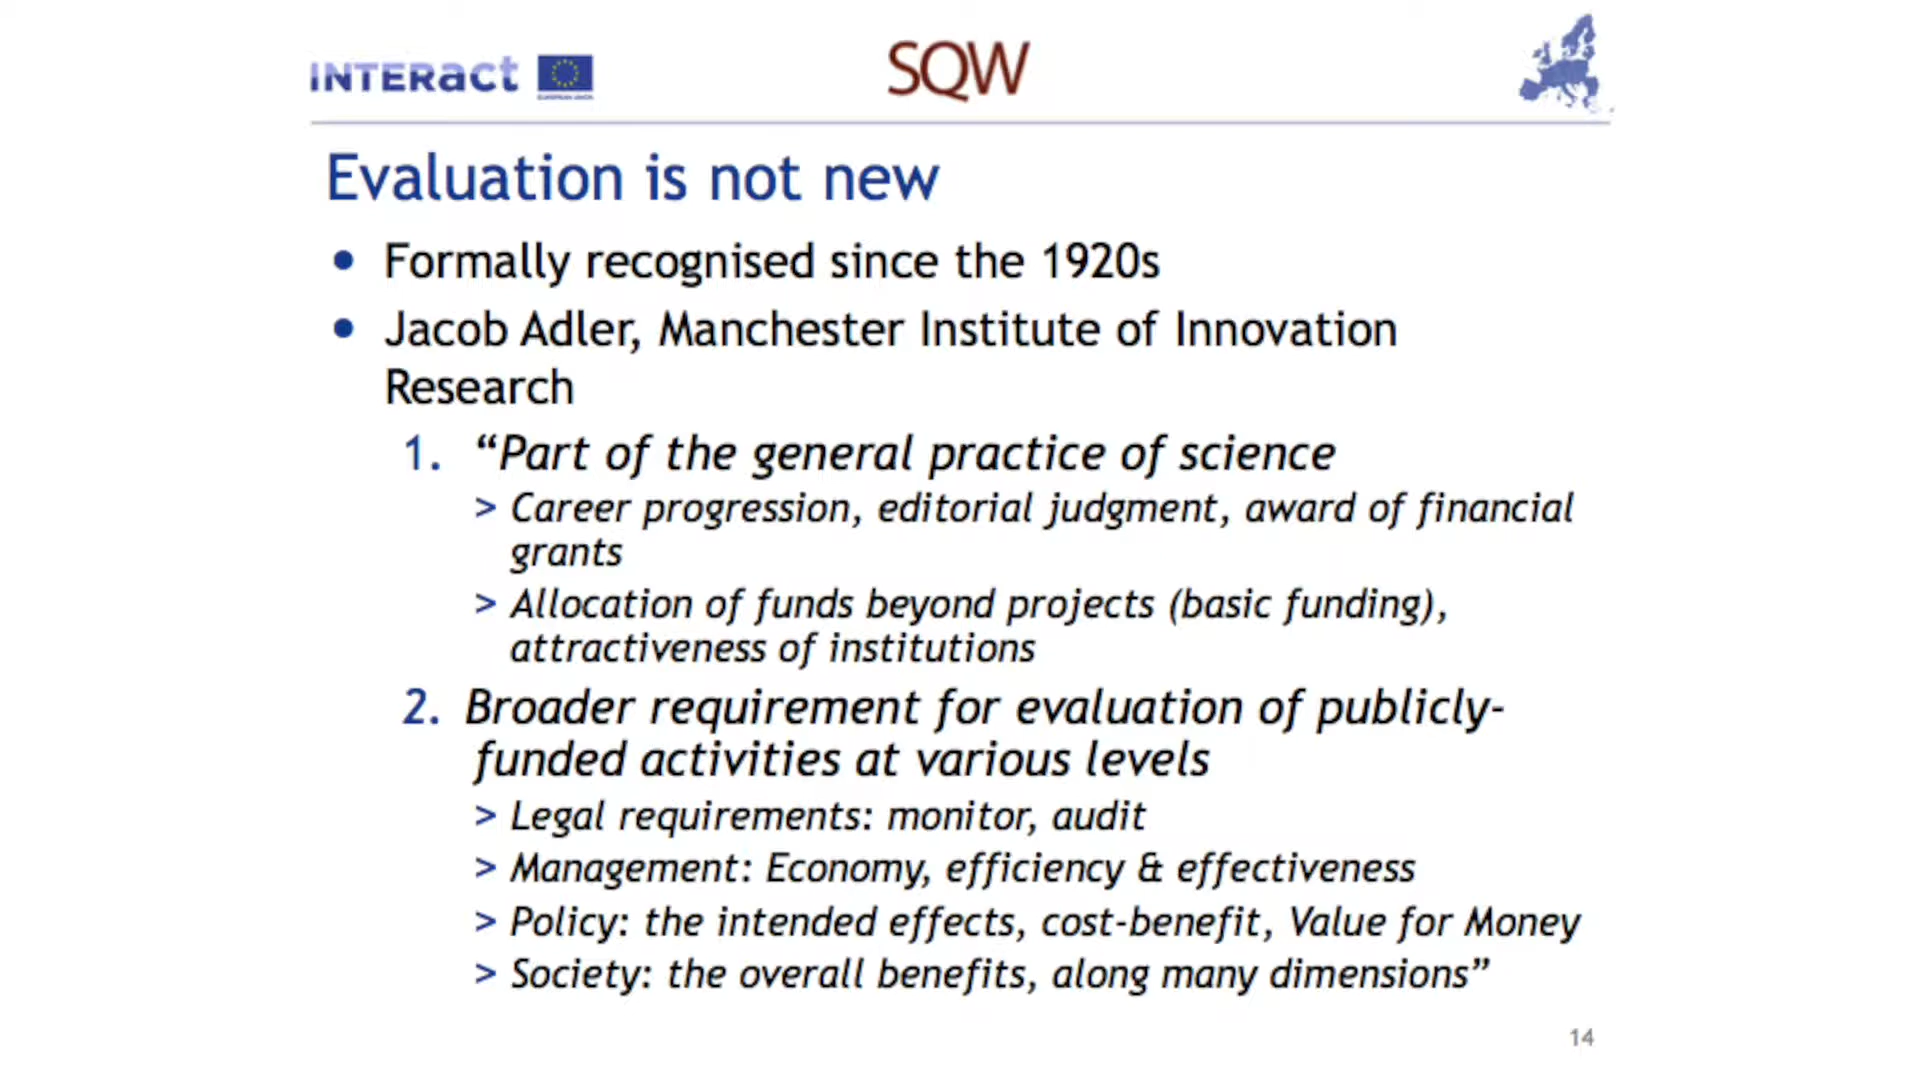 INTERact
SQW
Evaluation is not new
• Formally recognised since the 1920s
• Jacob Adler, Manchester Institute of Innovation
Research
1. “Part of the general practice of science
> Career progression, editorial judgment, award of financial
grants
> Allocation of funds beyond projects (basic funding),
attractiveness of institutions
2. Broader requirement for evaluation of publicly-
funded activities at various levels
> Legal requirements: monitor, audit
> Management: Economy, efficiency & effectiveness
> Policy: the intended effects, cost-benefit, Value for Money
> Society: the overall benefits, along many dimensions”
14